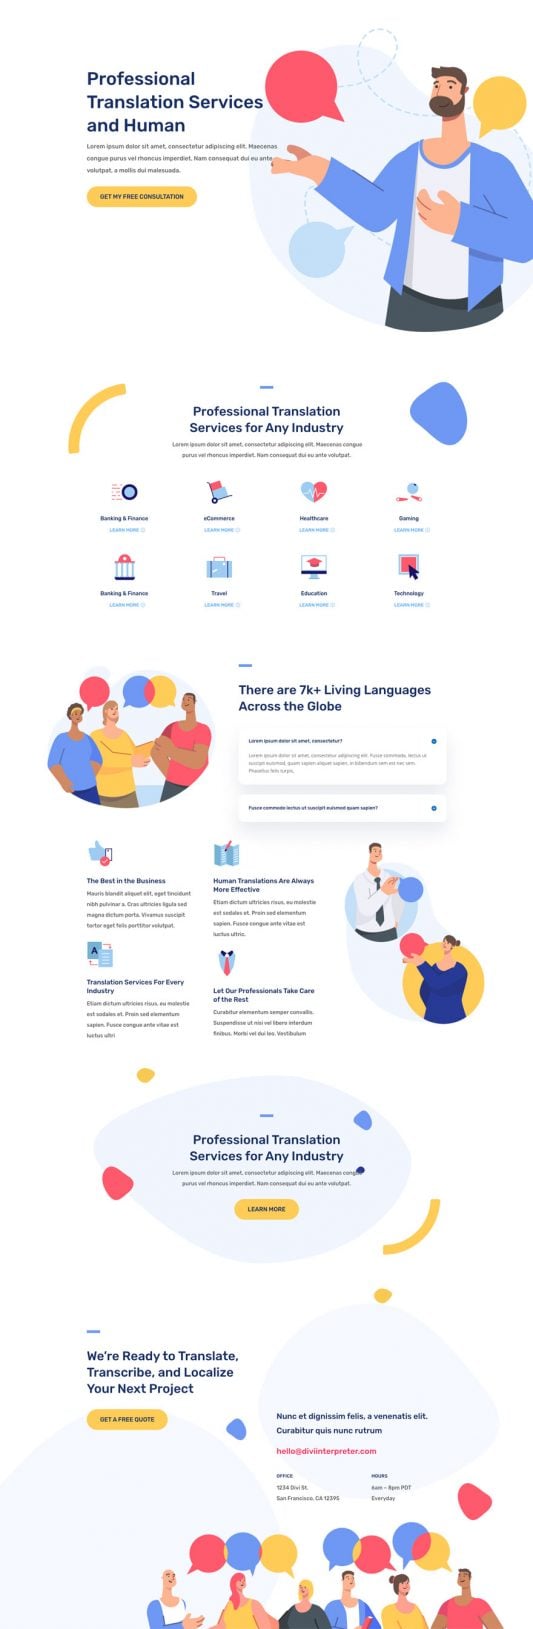 Professional
Translation Services
and Human
Lorem ipsum dolor sit amet, consectetur adipiscing elit. Maecenas
congue purus vel rhoncus imperdiet. Nam consequat dui eu ante
volutpat, a mollis dui malesuada.
GET MY FREE CONSULTATION
Professional Translation
Services for Any Industry
Lorem ipsum dolor sit amet, consectetur adipiscing elit. Maecenas congue
purus vel rhoncus imperdiet. Nam consequat dui eu ante volutpat.
Banking & Finance
eCommerce
Healthcare
Gaming
LEARN MORE
LEARN MORE
LEARN MORE
LEARN MORE
Banking & Finance
Travel
Education
Technology
LEARN MORE
LEARN MORE
LEARN MORE
LEARN MORE
There are 7k+ Living Languages
Across the Globe
Lorem ipsum dolor sit amet, consectetur?
Lorem ipsum dolor sit amet, consectetur adipiscing elit. Fusce commodo, lectus ut
suscipit euismod, quam sapien aliquet sapien, in bibendum sem est nec sem.
Phasellus felis turpis,
Fusce commodo lectus ut suscipit euismod quam sapien?
The Best in the Business
Mauris blandit aliquet elit, eget tincidunt
nibh pulvinar a. Cras ultricies ligula sed
magna dictum porta. Vivamus suscipit
tortor eget felis porttitor volutpat.
Human Translations Are Always
More Effective
Etiam dictum ultricies risus, eu molestie
est sodales et. Proin sed elementum
sapien. Fusce congue ante vitae est
luctus ultric.
A
Translation Services For Every
Industry
Etiam dictum ultricies risus, eu molestie
est sodales et. Proin sed elementum
sapien. Fusce congue ante vitae est
luctus ultri
Let Our Professionals Take Care
of the Rest
Curabitur elementum semper convallis.
Suspendisse ut nisi vel libero interdum
finibus. Morbi vel dui leo. Vestibulum
Professional Translation
Services for Any Industry
Lorem ipsum dolor sit amet, consectetur adipiscing elit. Maecenas congue
purus vel rhoncus imperdiet. Nam consequat dui eu ante volutpat.
LEARN MORE
We're Ready to Translate,
Transcribe, and Localize
Your Next Project
GET A FREE QUOTE
Nunc et dignissim felis, a venenatis elit.
Curabitur quis nunc rutrum
hello@diviinterpreter.com
OFFICE
1234 Divi St.
San Francisco, CA 12395
HOURS
6am – 8pm PDT
Everyday